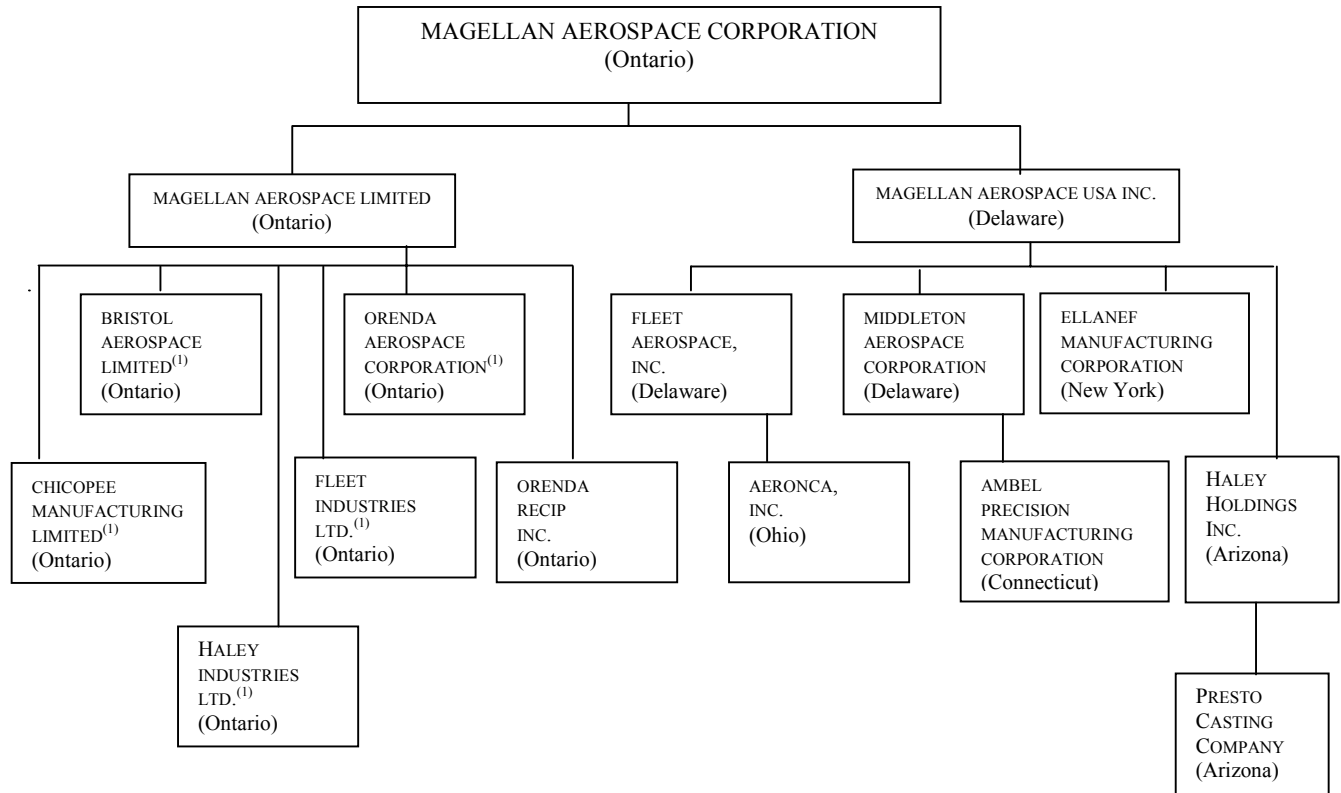 MAGELLAN AEROSPACE CORPORATION
(Ontario)
MAGELLAN AEROSPACE LIMITED
(Ontario)
MAGELLAN AEROSPACE USA INC.
(Delaware)
BRISTOL
AEROSPACE
LIMITED(1)
(Ontario)
ORENDA
AEROSPACE
CORPORATION(1)
(Ontario)
FLEET
AEROSPACE,
INC.
(Delaware)
MIDDLETON
AEROSPACE
CORPORATION
(Delaware)
ELLANEF
MANUFACTURING
CORPORATION
(New York)
CHICOPEE
MANUFACTURING
LIMITED(1)
(Ontario)
FLEET
INDUSTRIES
LTD.(1)
(Ontario)
ORENDA
RECIP
INC.
(Ontario)
AERONCA,
INC.
(Ohio)
AMBEL
PRECISION
MANUFACTURING
CORPORATION
(Connecticut)
HALEY
HOLDINGS
INC.
(Arizona)
HALEY
INDUSTRIES
LTD.(1)
(Ontario)
PRESTO
CASTING
COMPANY
(Arizona)